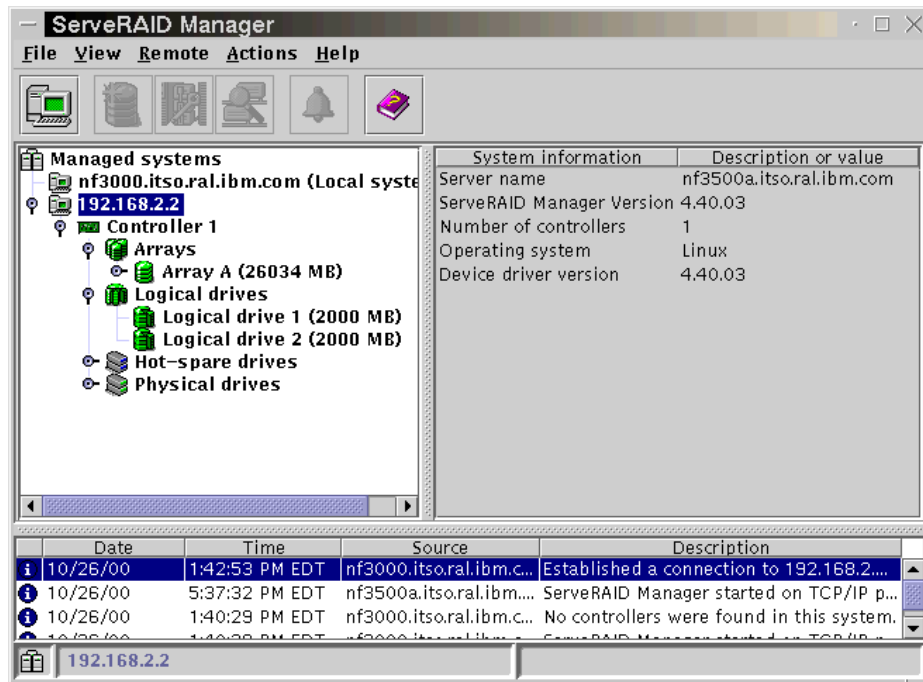 ServeRAID Manager
File View Remote Actions Help
Managed systems
nf3000.itso.ral.ibm.com (Local syste
192.168.2.2
Controller 1
Arrays
Array A (26034 MB)
Logical drives
Logical drive 1 (2000 MB)
Logical drive 2 (2000 MB)
Hot-spare drives
Physical drives
System information Description or value
Server name nf3500a.itso.ral.ibm.com
ServeRAID Manager Version 4.40.03
Number of controllers 1
Operating system Linux
Device driver version 4.40.03
Date Time Source Description
10/26/00 1:42:53 PM EDT nf3000.itso.ral.ibm.c... Established a connection to 192.168.2....
10/26/00 5:37:32 PM EDT nf3500a.itso.ral.ibm.... ServeRAID Manager started on TCP/IP p...
10/26/00 1:40:29 PM EDT nf3000.itso.ral.ibm.c... No controllers were found in this system.
192.168.2.2